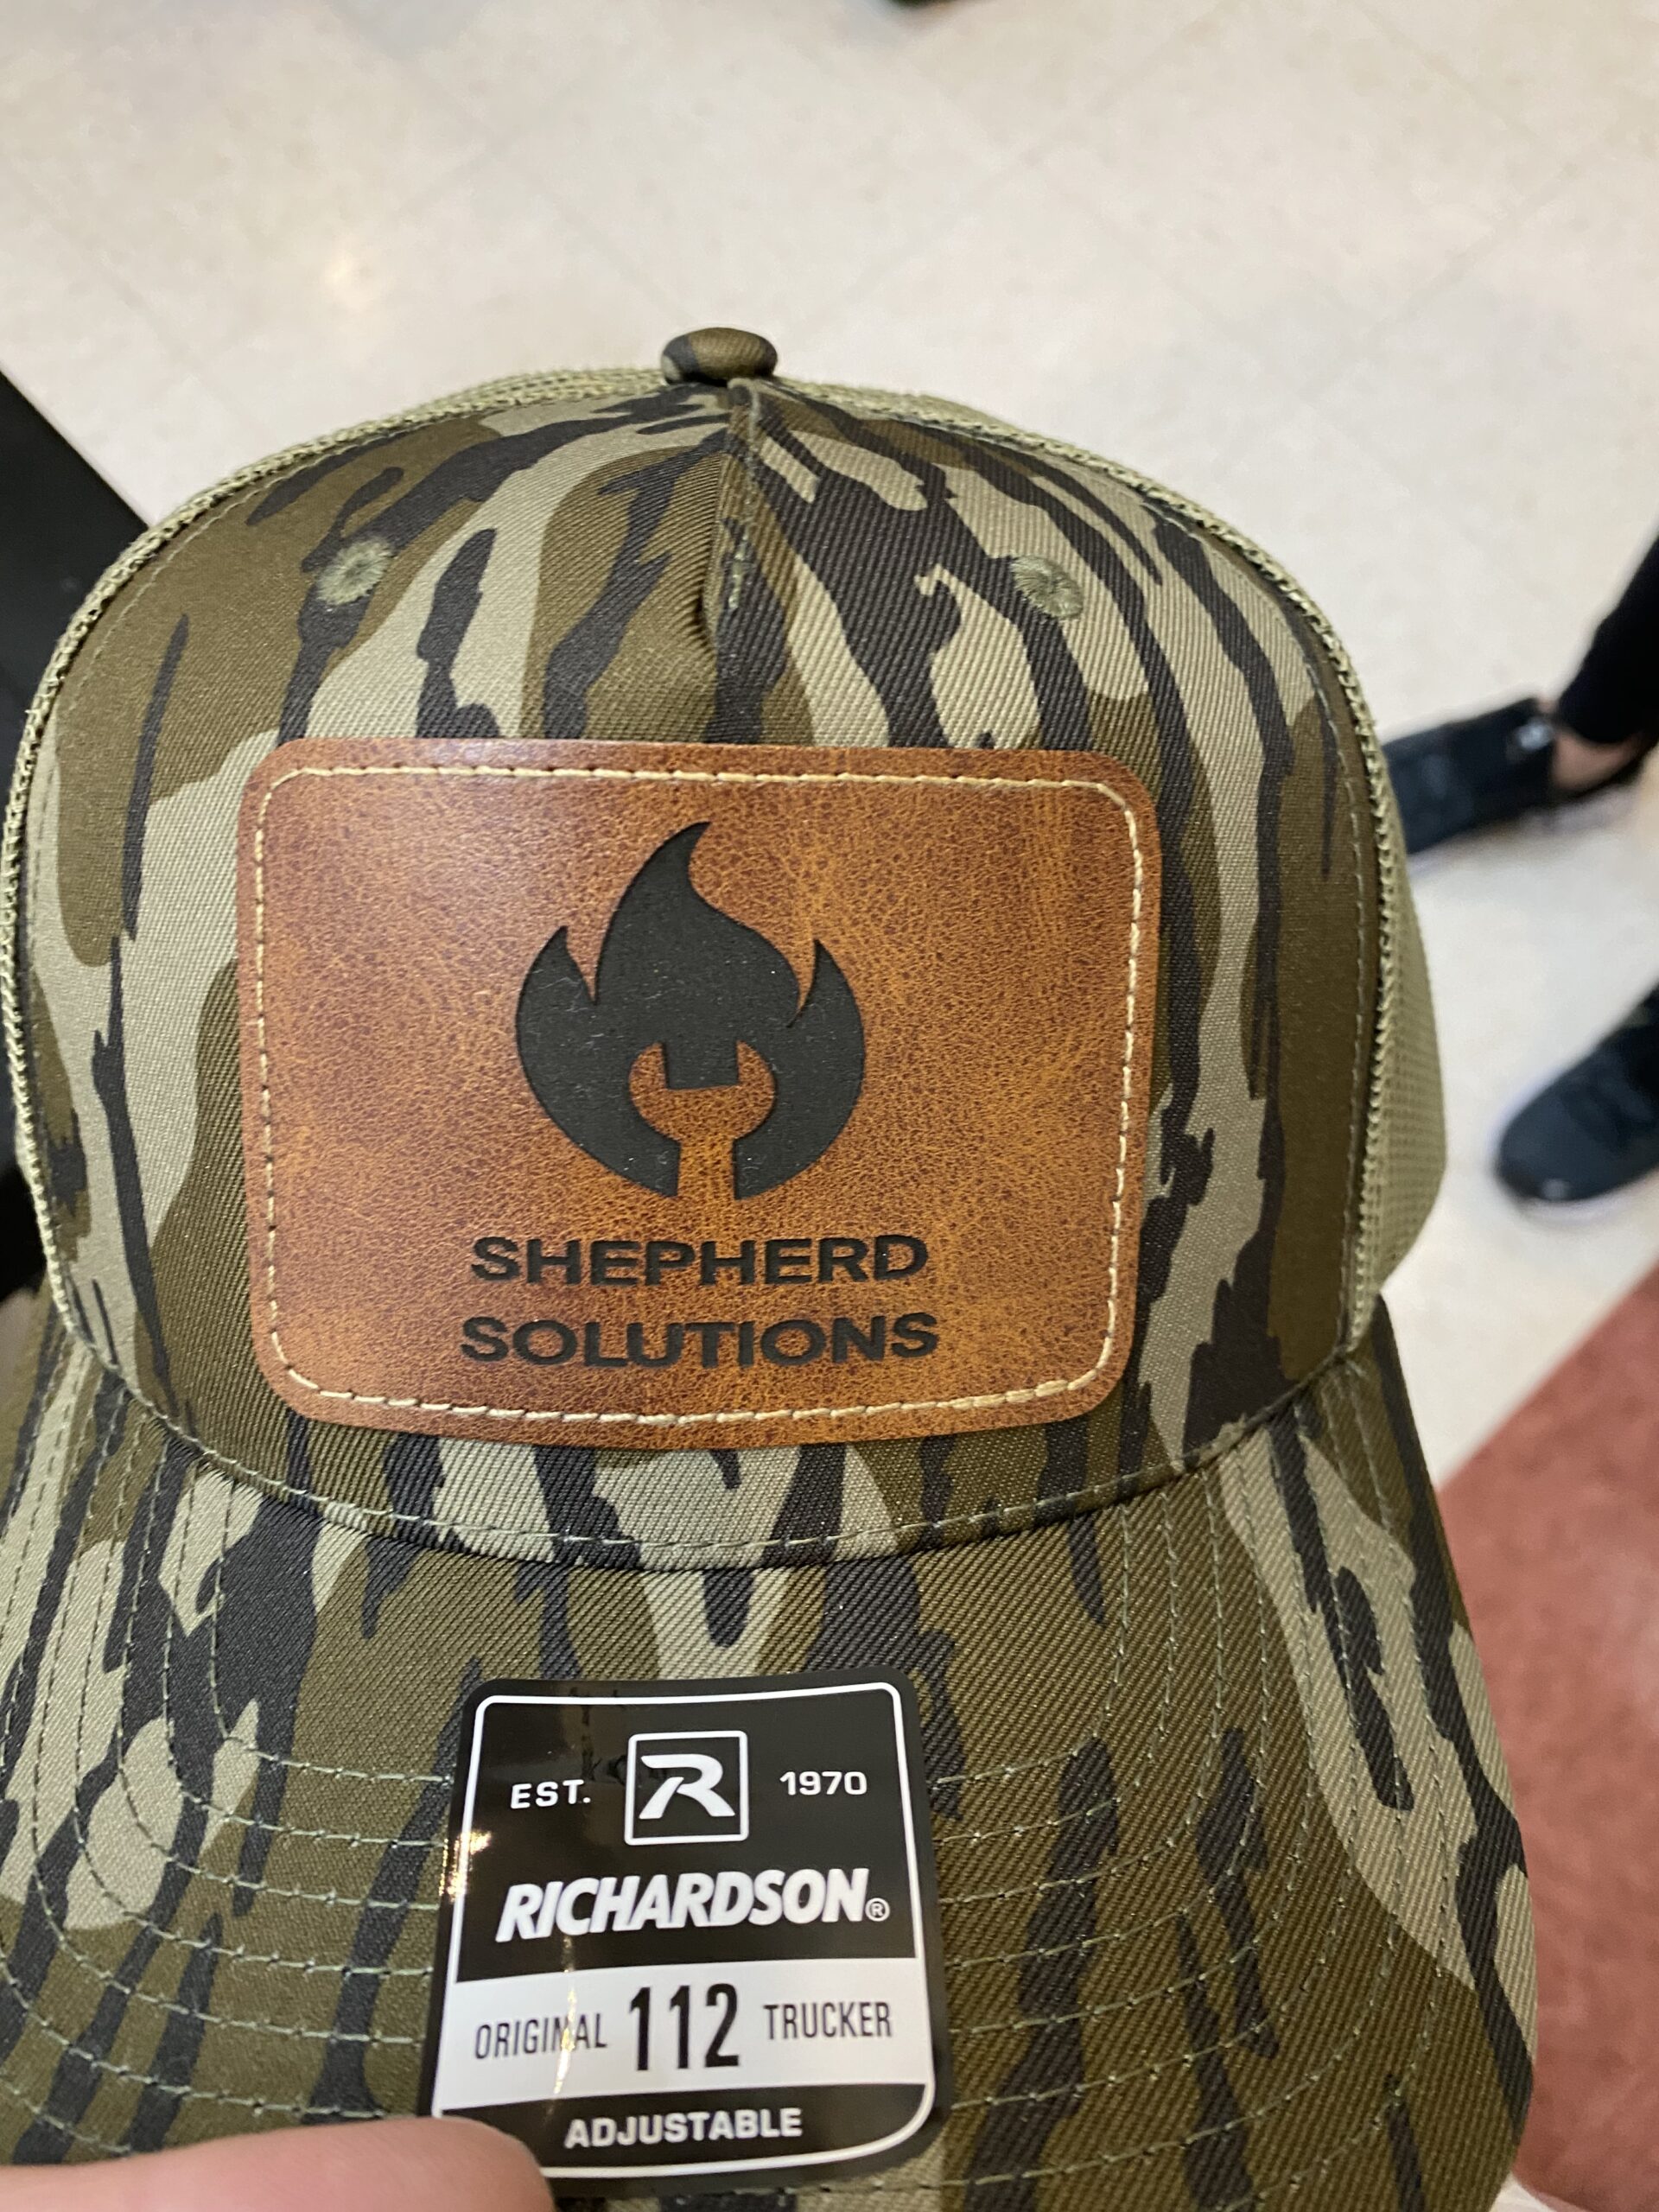 SHEPHERD
SOLUTIONS
EST. R 1970
RICHARDSON®
ORIGINAL 112 TRUCKER
ADJUSTABLE